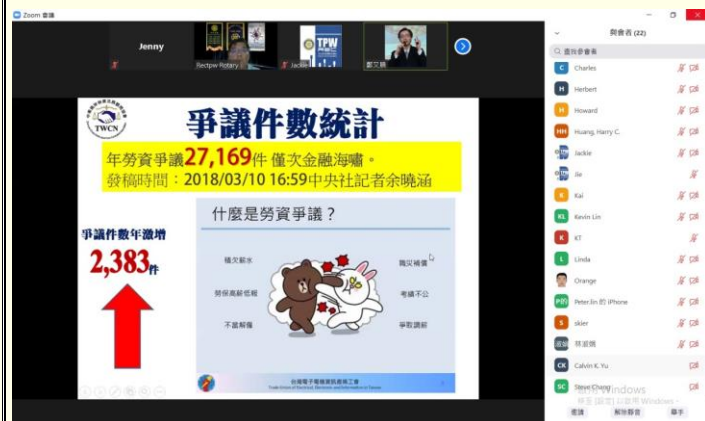 Zoom 會議
Jenny
Rectpw Rotary
TPW
Jackie
鄭文勝
TWCN
爭議件數統計
年勞資爭議27,169件 僅次金融海嘯。
發稿時間：2018/03/10 16:59中央社記者余曉涵
什麼是勞資爭議？
爭議件數年激增
2,383件
積欠薪水
職災補償
勞保高薪低報
考績不公
不當解僱
爭取調薪
台灣電子電機資訊產業工會
與會者 (22)
查找參會者
C Charles
H Herbert
H Howard
HH Huang, Harry C.
Jackie
Jie
K Kai
KL Kevin Lin
K KT
L Linda
Orange
Peter.lin 的 iPhone
S skier
CK Calvin K. Yu
SC Steve Chang
邀請
解除靜音
舉手